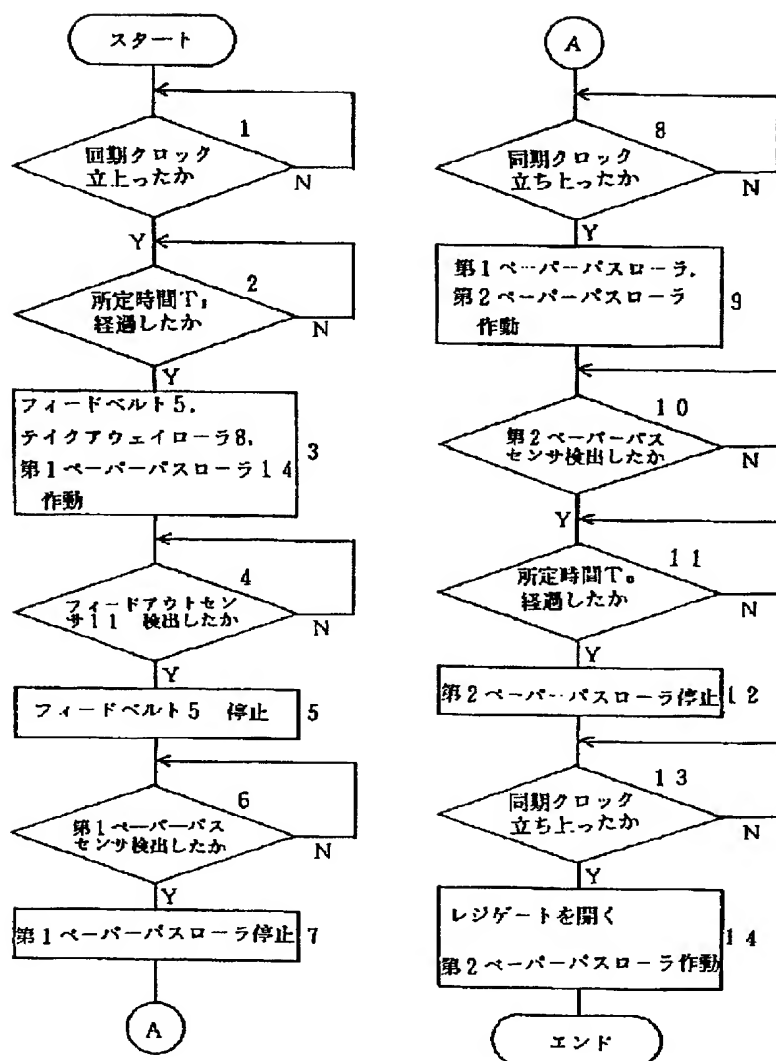 スタート
1
同期クロック
立上ったか
N
Y
2
所定時間T₁
経過したか
N
Y
フィードベルト5.
テイクアウェイローラ8.
第1ペーパーパスローラ14
作動
3
4
フィードアウトセン
サ11 検出したか
N
Y
フィードベルト5 停止
5
6
第1ペーパーパス
センサ検出したか
N
Y
第1ペーパーパスローラ停止
7
A
A
8
同期クロック
立ち上ったか
N
Y
第1ペーパーパスローラ.
第2ペーパーパスローラ
作動
9
10
第2ペーパーパス
センサ検出したか
N
Y
11
所定時間T₀
経過したか
N
Y
第2ペーパーパスローラ停止
12
13
同期クロック
立ち上ったか
N
Y
レジゲートを開く
第2ペーパーパスローラ作動
14
エンド